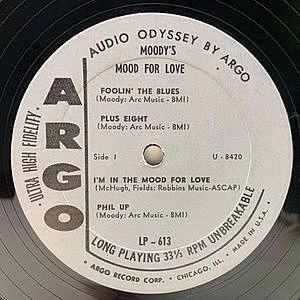 AUDIO ODYSSEY BY ARGO
MOODY'S
MOOD FOR LOVE
ARGO
ULTRA HIGH FIDELITY.
FOOLIN' THE BLUES
(Moody: Arc Music - BMI)
PLUS EIGHT
(Moody: Arc Music - BMI)
Side I
U - 8420
I'M IN THE MOOD FOR LOVE
(McHugh, Fields: Robbins Music-ASCAP)
PHIL UP
(Moody: Arc Music - BMI)
LP - 613
LONG PLAYING 33⅓ RPM UNBREAKABLE
ARGO RECORD CORP. - CHICAGO, ILL. MADE IN U.S.A.